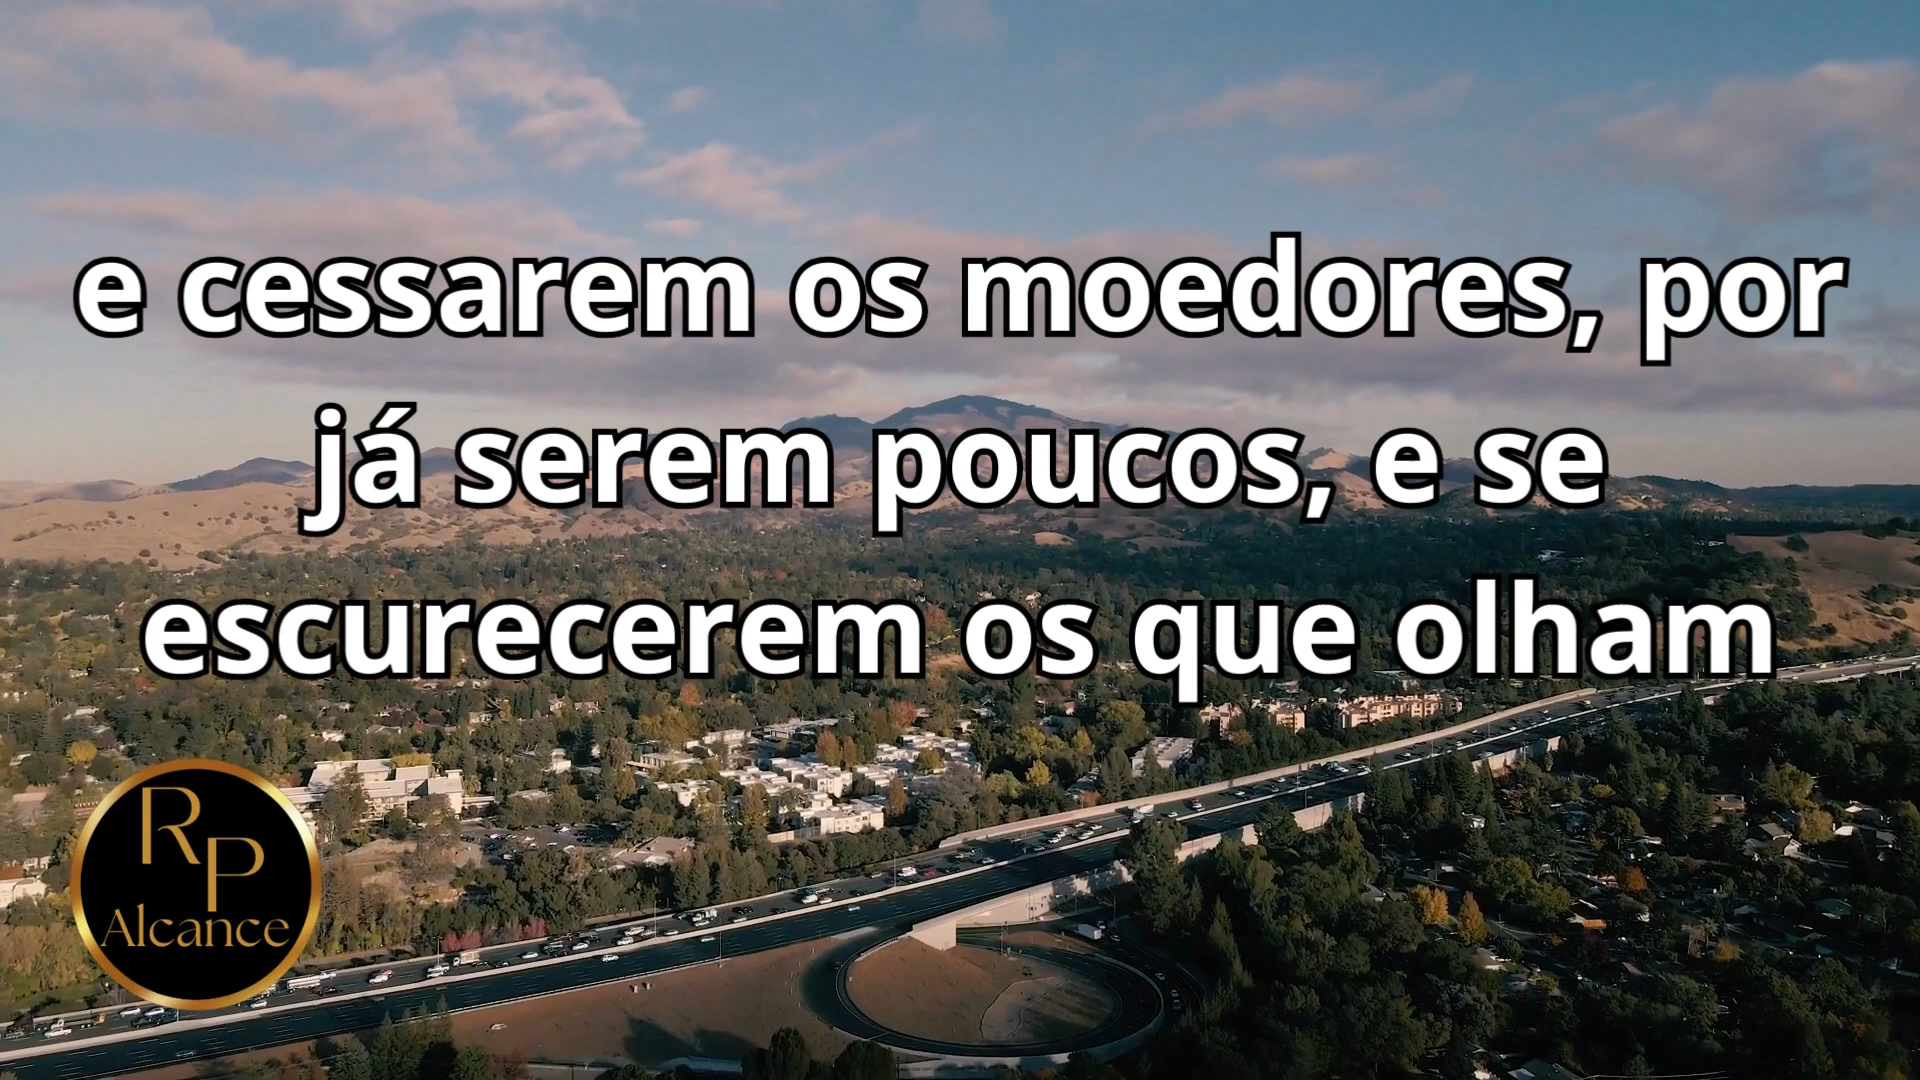 e cessarem os moedores, por
já serem poucos, e se
escurecerem os que olham
RP
Alcance